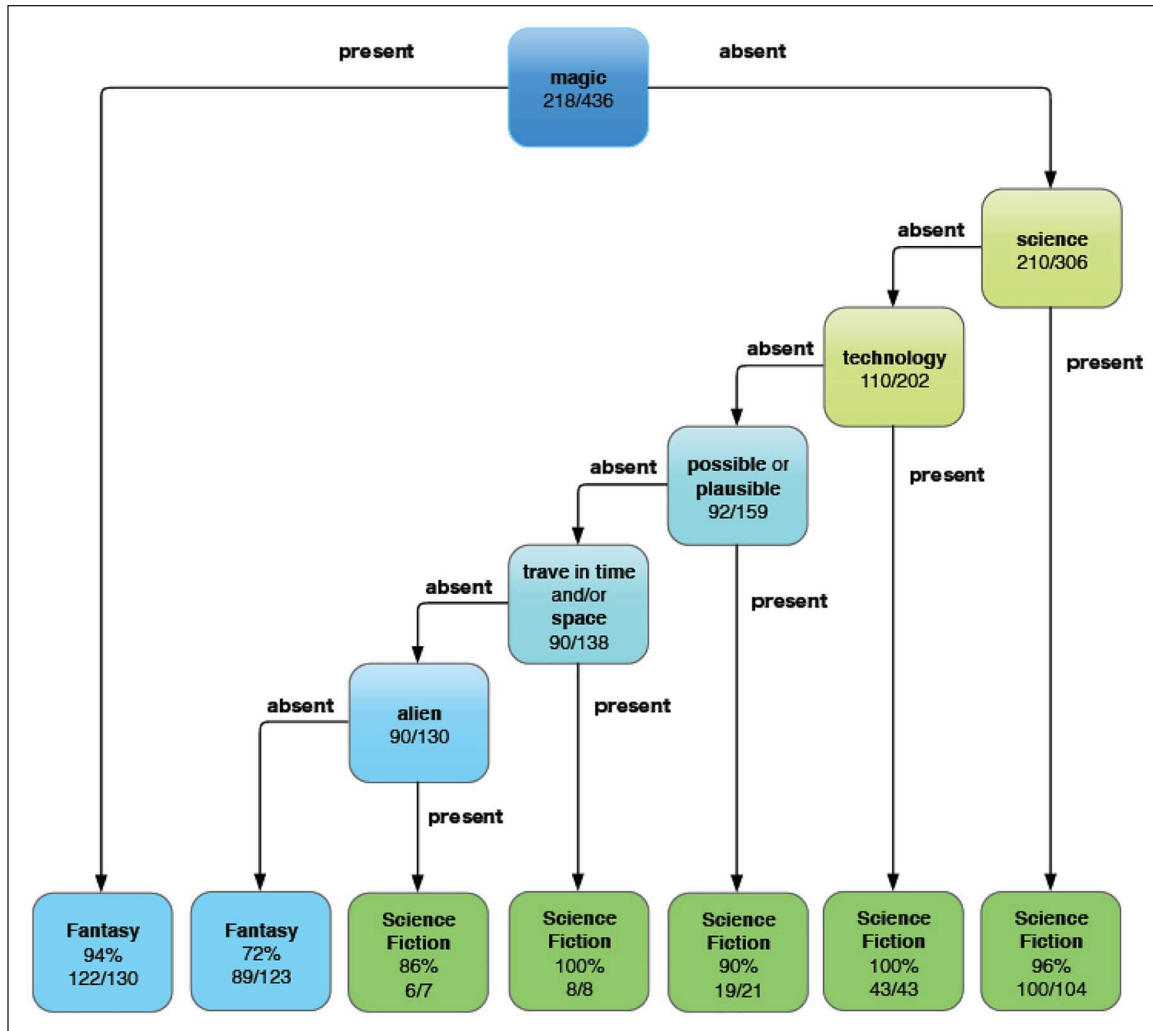 present
absent
magic
218/436
absent
science
210/306
absent
technology
110/202
present
absent
possible or
plausible
92/159
present
absent
trave in time
and/or
space
90/138
present
absent
alien
90/130
present
present
Fantasy
94%
122/130
Fantasy
72%
89/123
Science
Fiction
86%
6/7
Science
Fiction
100%
8/8
Science
Fiction
90%
19/21
Science
Fiction
100%
43/43
Science
Fiction
96%
100/104